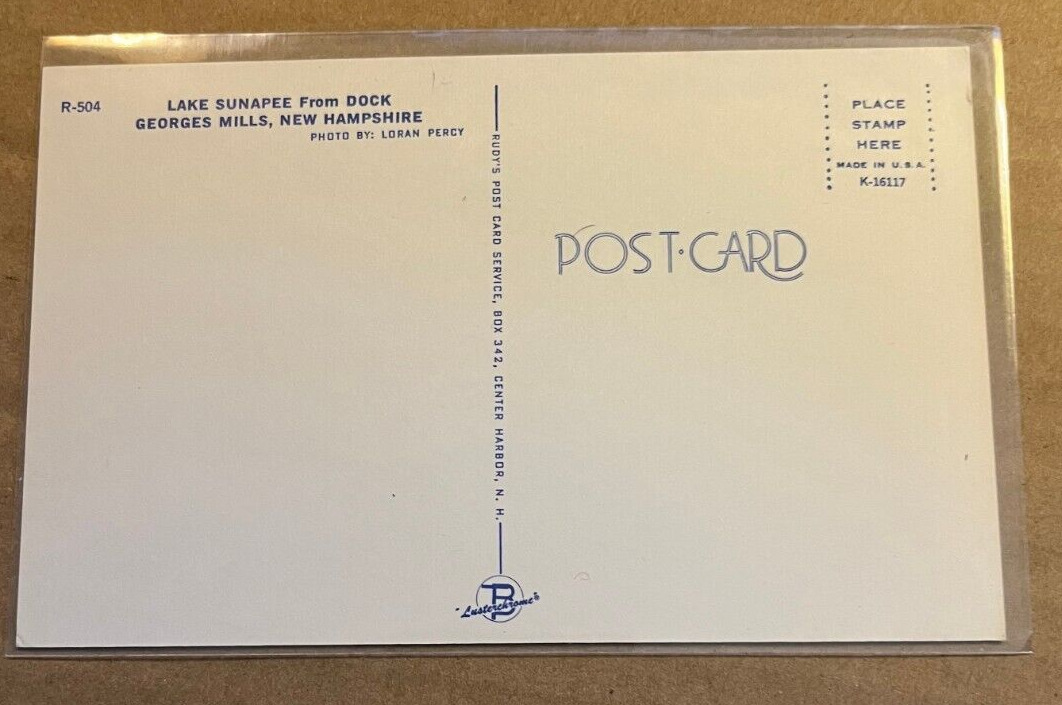 R-504
LAKE SUNAPEE From DOCK
GEORGES MILLS, NEW HAMPSHIRE
PHOTO BY: LORAN PERCY
RUDY'S POST CARD SERVICE, BOX 342, CENTER HARBOR, N. H.
PLACE
STAMP
HERE
MADE IN U.S.A.
K-16117
POST·CARD
"Lusterchrome"®